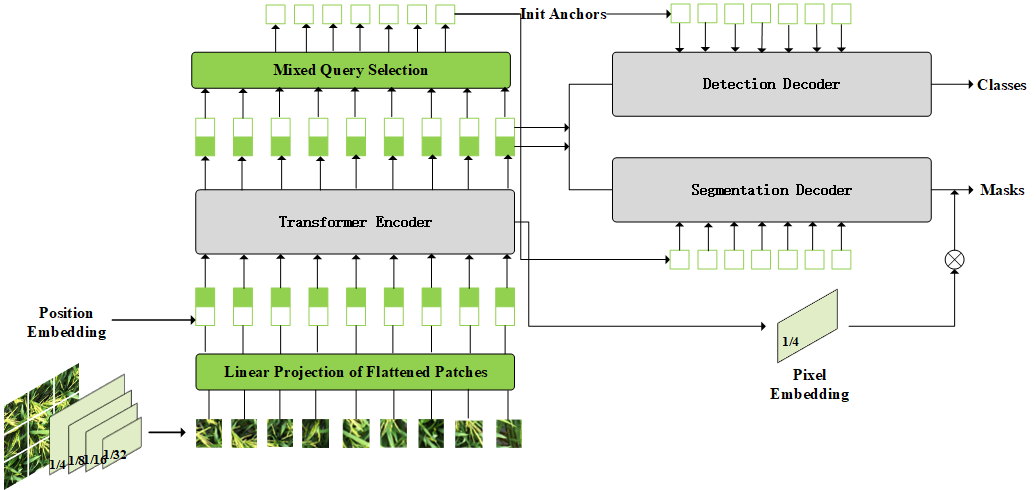 Init Anchors
Mixed Query Selection
Detection Decoder
Classes
Segmentation Decoder
Masks
Transformer Encoder
Position
Embedding
1/4
Linear Projection of Flattened Patches
Pixel
Embedding
1/4
1/8
1/16
1/32